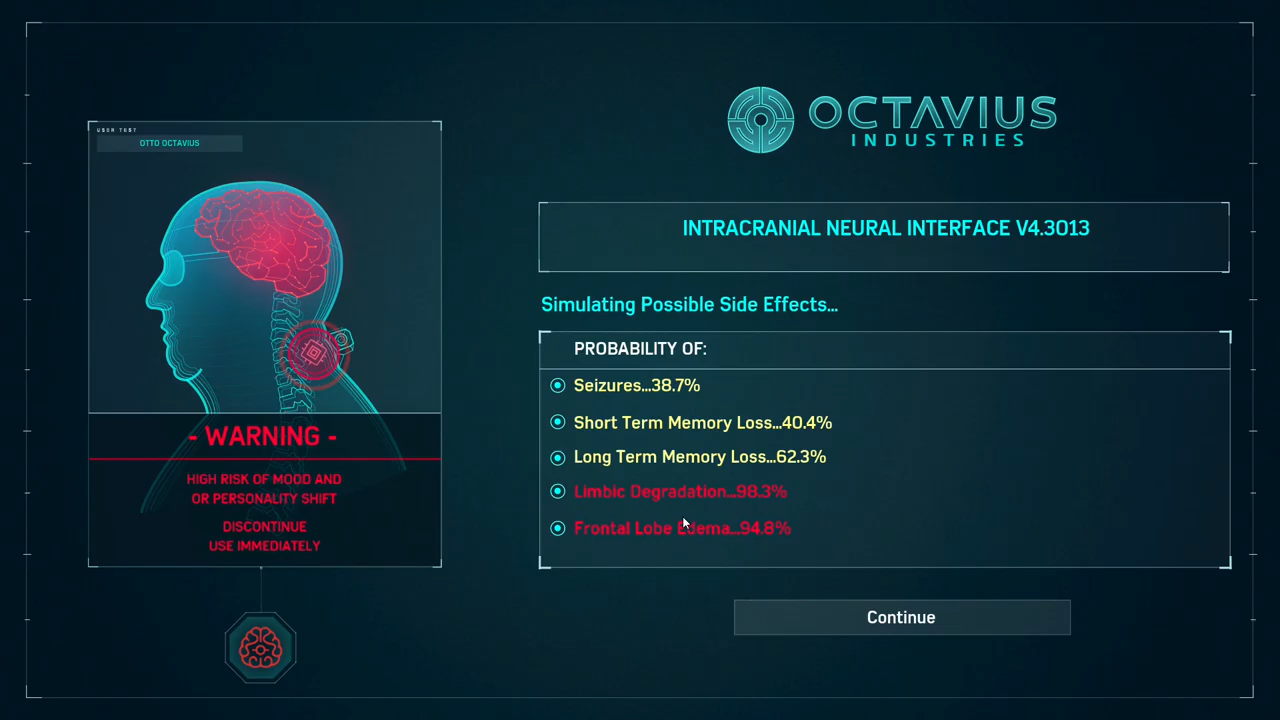 USER TEST
OTTO OCTAVIUS
- WARNING -
HIGH RISK OF MOOD AND
OR PERSONALITY SHIFT
DISCONTINUE
USE IMMEDIATELY
OCTAVIUS
INDUSTRIES
INTRACRANIAL NEURAL INTERFACE V4.3013
Simulating Possible Side Effects...
PROBABILITY OF:
Seizures...38.7%
Short Term Memory Loss...40.4%
Long Term Memory Loss...62.3%
Limbic Degradation...98.3%
Frontal Lobe Edema...94.8%
Continue